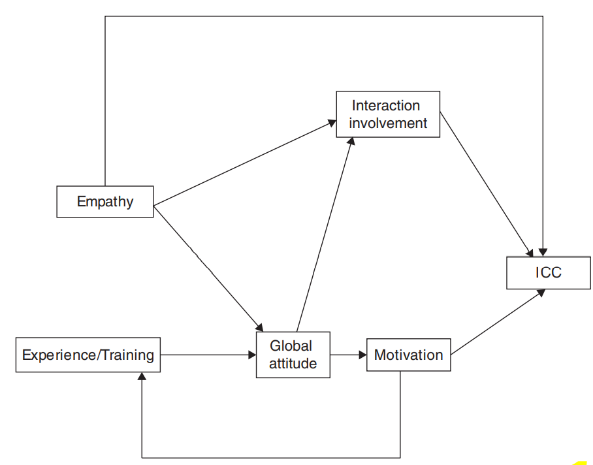 Interaction
involvement
Empathy
ICC
Experience/Training
Global
attitude
Motivation